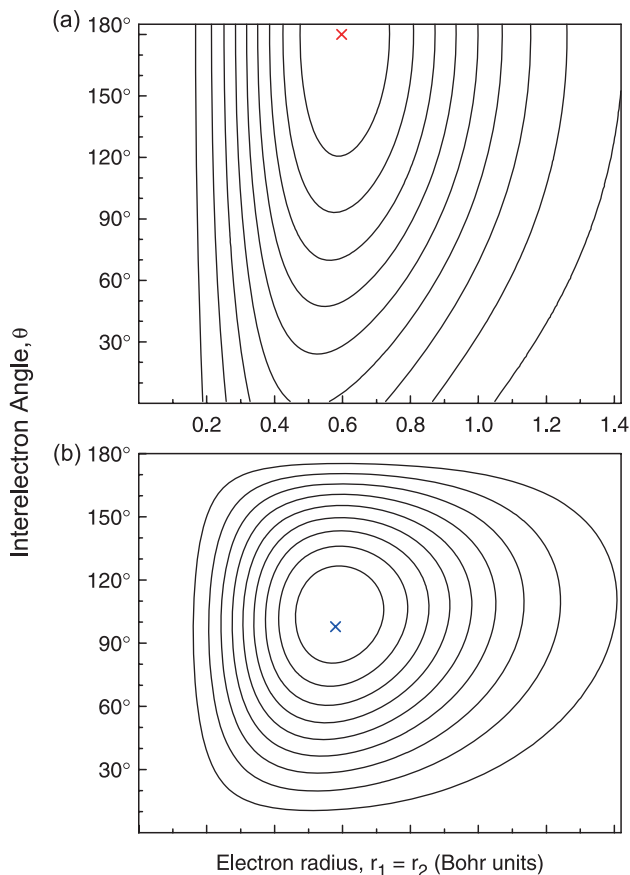 (a)
180°
150°
120°
90°
60°
30°
0.2 0.4 0.6 0.8 1.0 1.2 1.4
(b)
180°
150°
120°
90°
60°
30°
Interelectron Angle, θ
Electron radius, r₁ = r₂ (Bohr units)